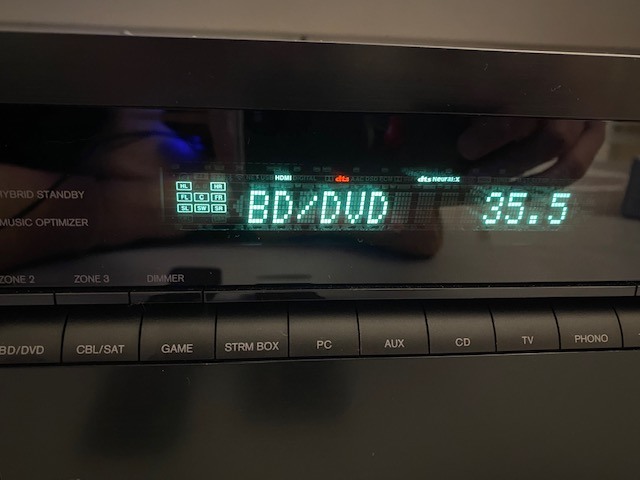 HDMI dts dts Neural:X
HL HR
FL C FR
SL SW SR
BD/DVD 35.5
HYBRID STANDBY
MUSIC OPTIMIZER
ZONE 2 ZONE 3 DIMMER
BD/DVD CBL/SAT GAME STRM BOX PC AUX CD TV PHONO